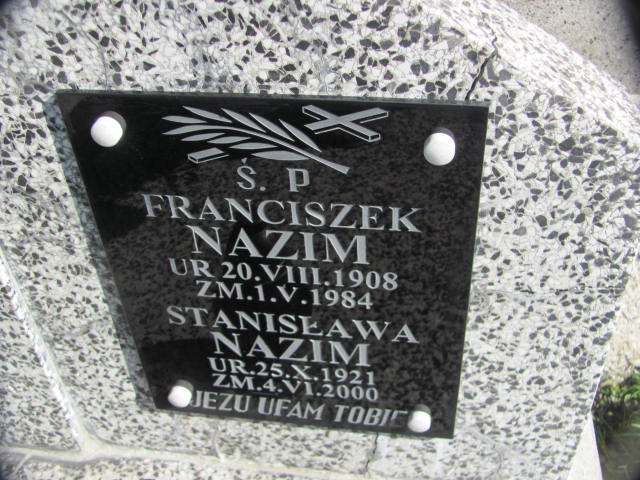 Ś. P
FRANCISZEK
NAZIM
UR 20.VIII.1908
ZM.1.V.1984
STANISŁAWA
NAZIM
UR.25.X.1921
ZM.4.VI.2000
JEZU UFAM TOBIE